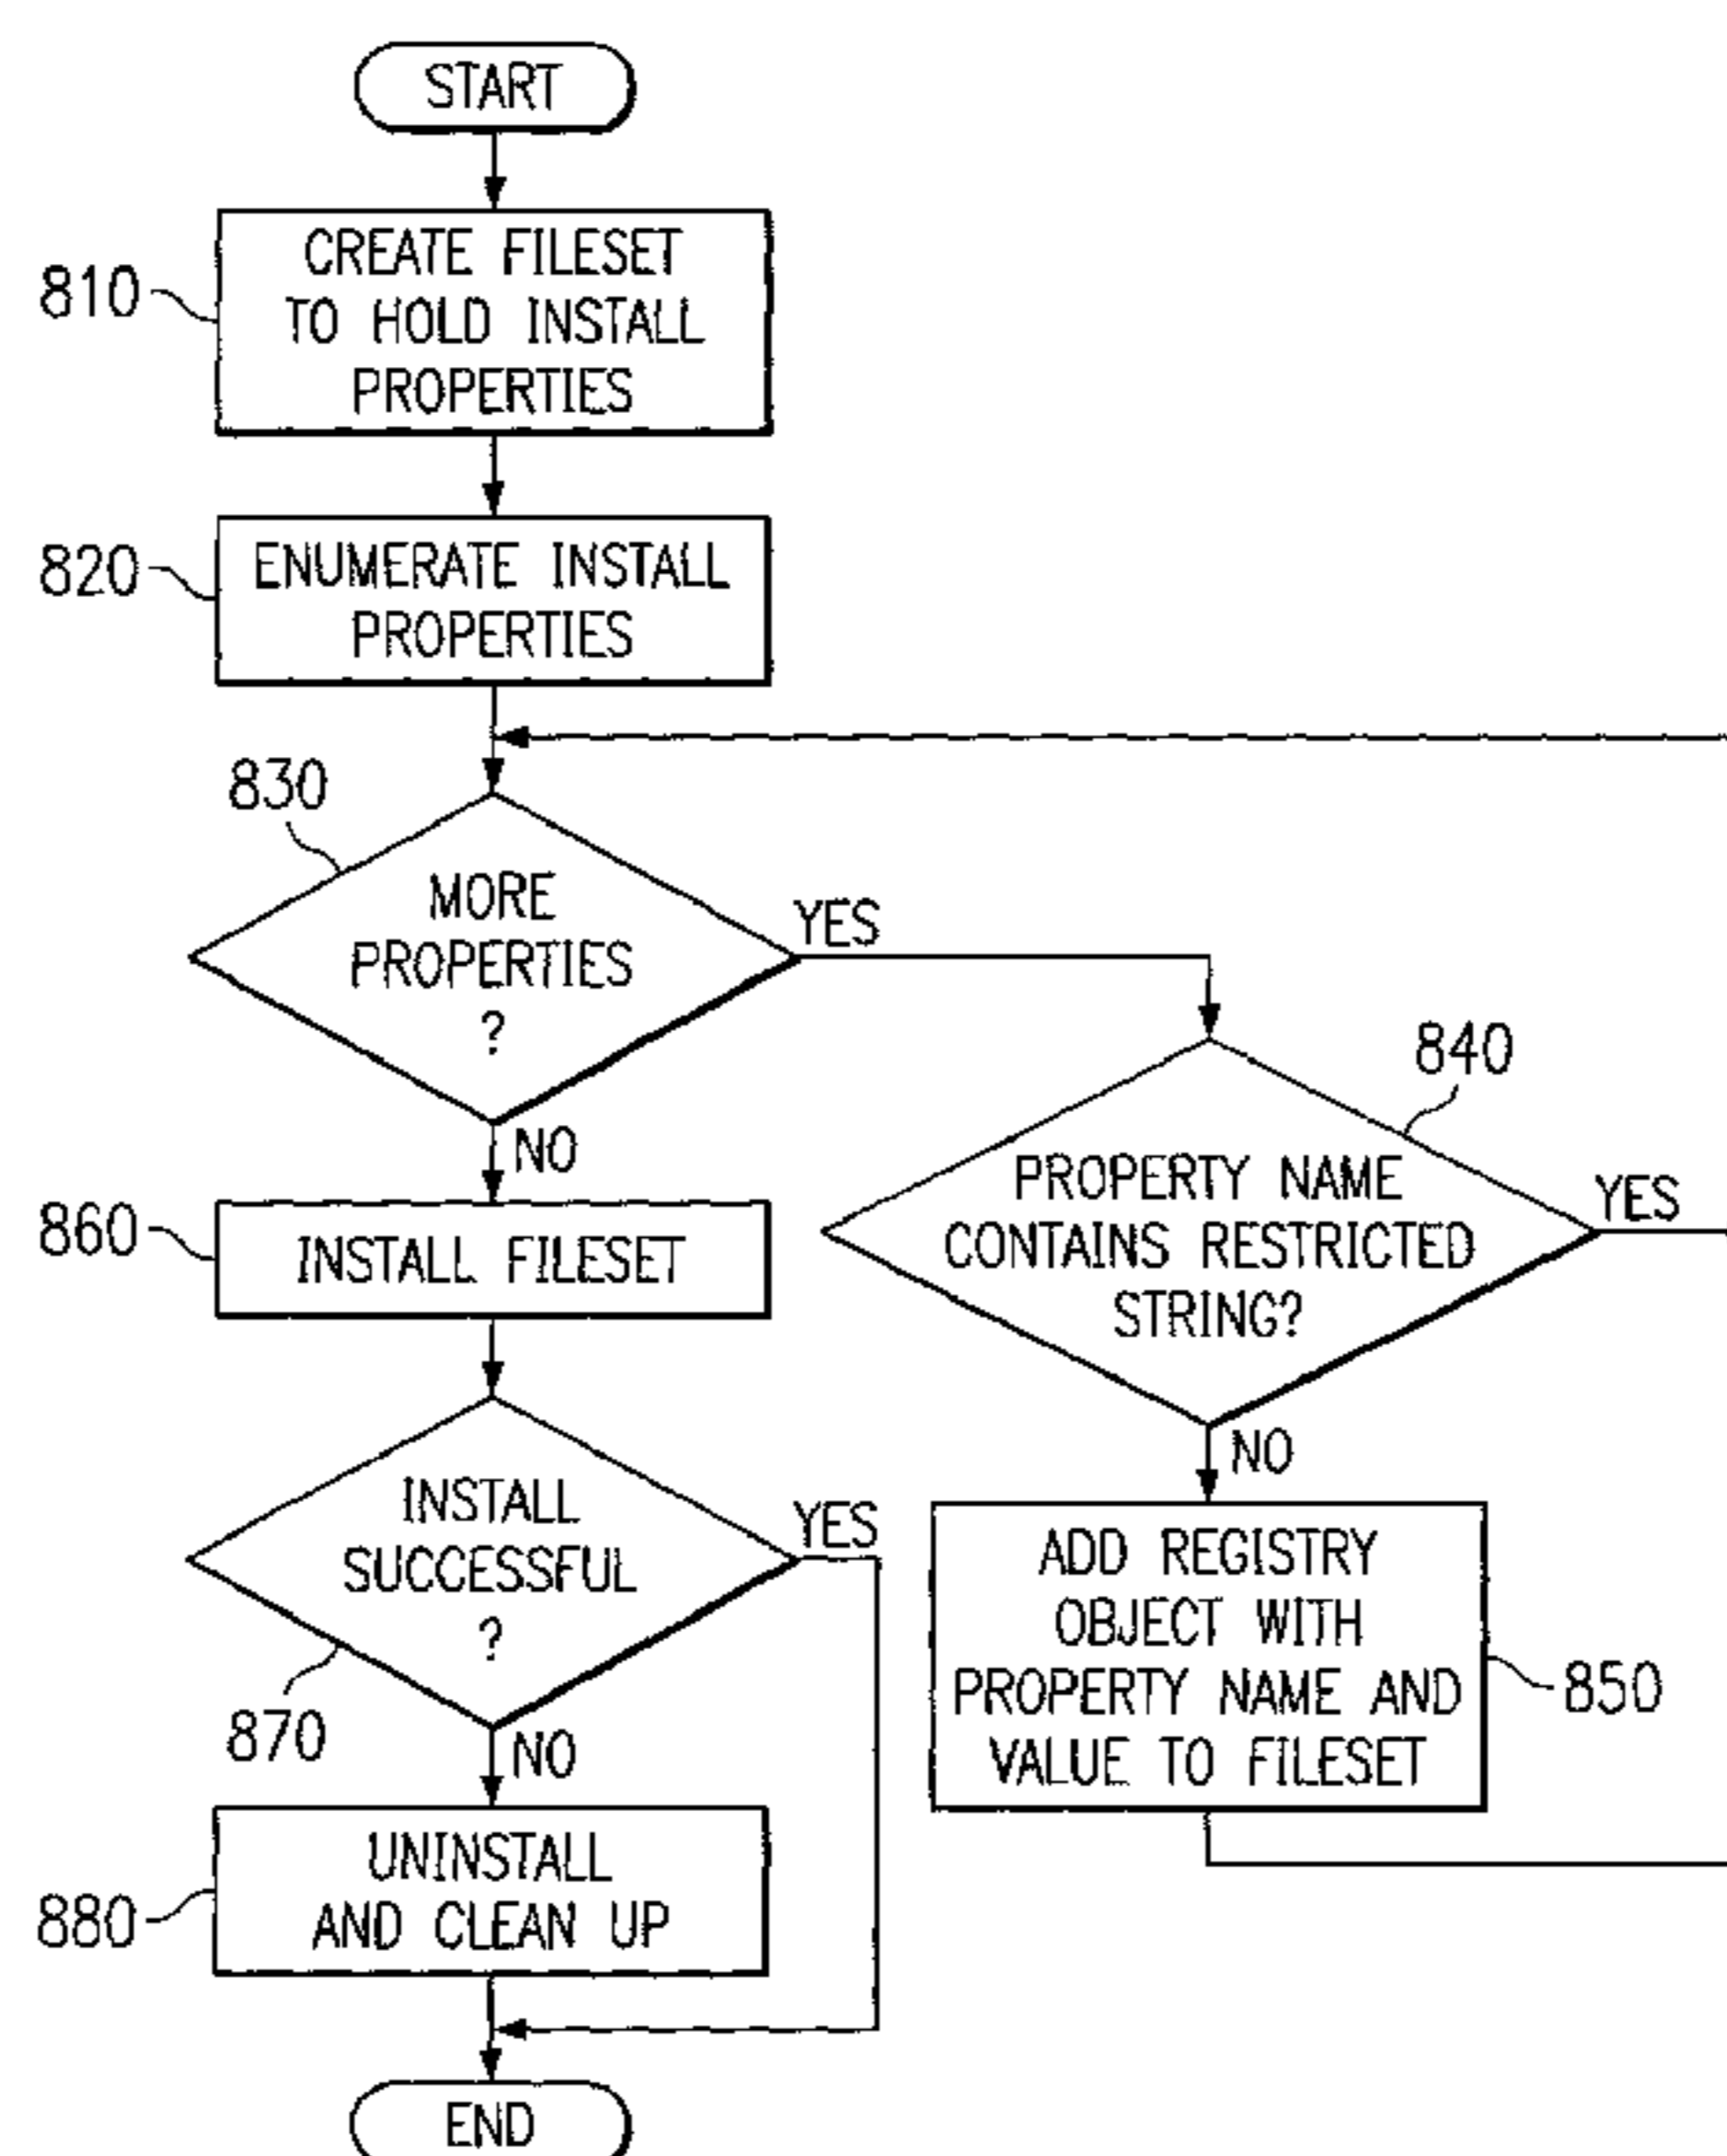 START
810
CREATE FILESET
TO HOLD INSTALL
PROPERTIES
820
ENUMERATE INSTALL
PROPERTIES
830
MORE
PROPERTIES
?
YES
NO
840
PROPERTY NAME
CONTAINS RESTRICTED
STRING?
YES
NO
860
INSTALL FILESET
INSTALL
SUCCESSFUL
?
YES
870
NO
ADD REGISTRY
OBJECT WITH
PROPERTY NAME AND
VALUE TO FILESET
850
880
UNINSTALL
AND CLEAN UP
END